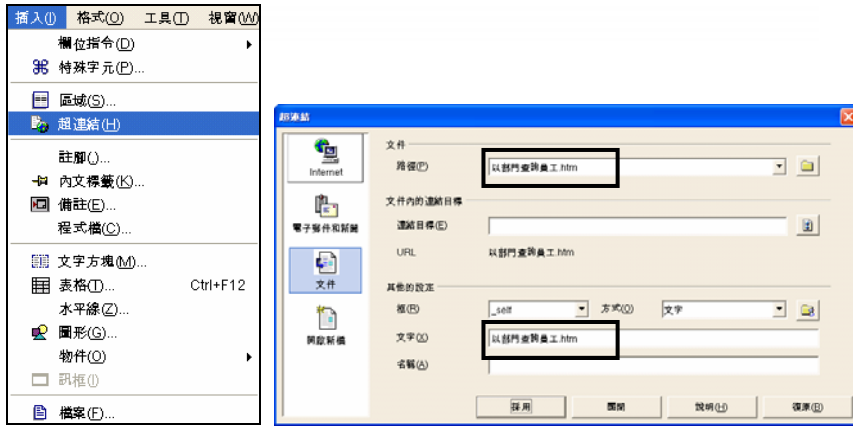 插入(I) 格式(O) 工具(T) 視窗(W)
欄位指令(D)
特殊字元(P)...
區域(S)...
超連結(H)
註腳(.)...
內文標籤(K)...
備註(E)...
程式檔(C)...
文字方塊(M)...
表格(T)... Ctrl+F12
水平線(Z)...
圖形(G)...
物件(O)
訊框(I)
檔案(F)...
超連結
Internet
電子郵件和新聞
文件
開啟新檔
文件
路徑(P) 以部門查詢員工.htm
文件內的連結目標
連結目標(E)
URL 以部門查詢員工.htm
其他的設定
框(R) _self 方式(O) 文字
文字(X) 以部門查詢員工.htm
名稱(A)
採用 關閉 說明(H) 復原(R)